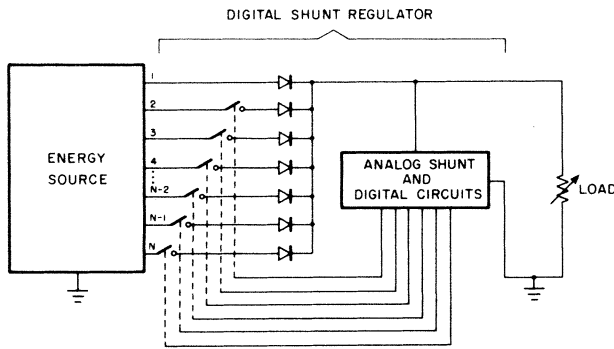 DIGITAL SHUNT REGULATOR
ENERGY
SOURCE
1
2
3
4
N-2
N-1
N
ANALOG SHUNT
AND
DIGITAL CIRCUITS
LOAD